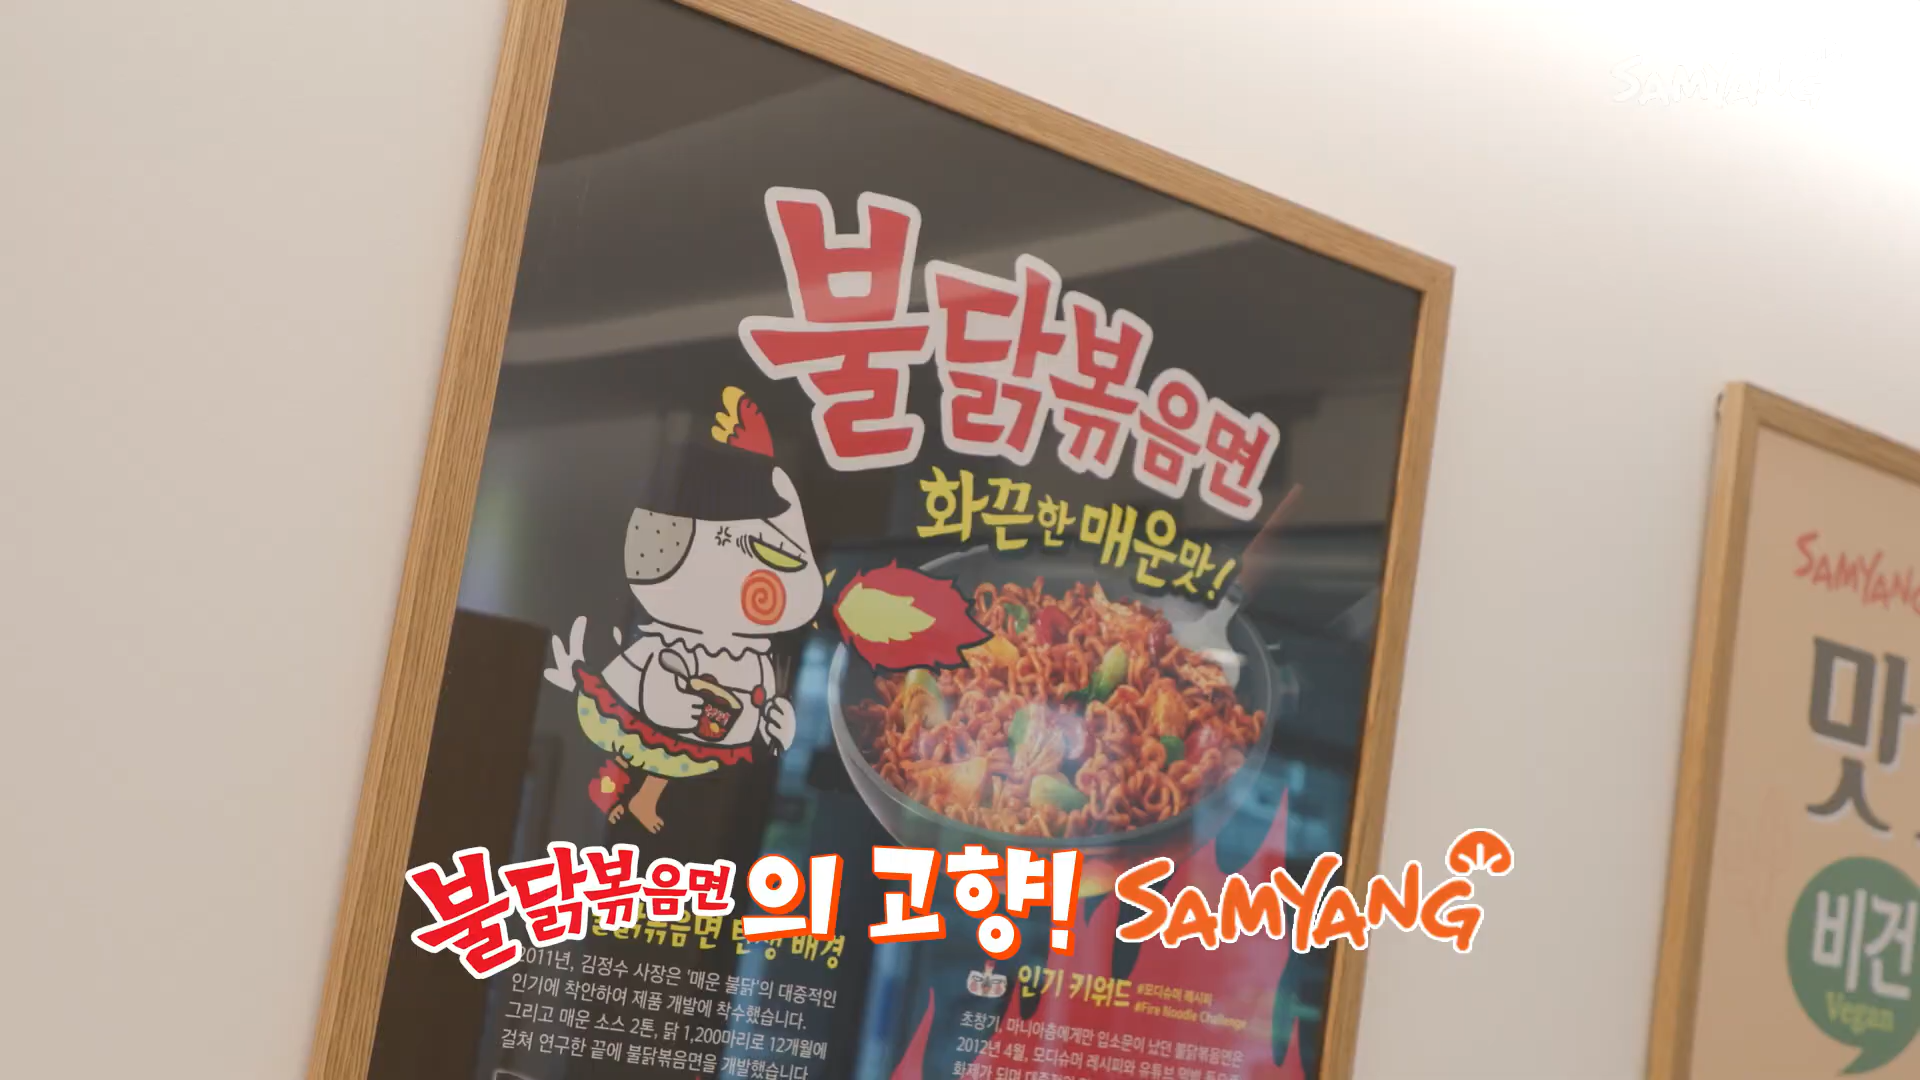 SAMYANG
불닭볶음면
화끈한 매운맛!
불닭볶음면의 고향! SAMYANG
불닭볶음면 탄생 배경
2011년, 김정수 사장은 '매운 불닭'의 대중적인
인기에 착안하여 제품 개발에 착수했습니다.
그리고 매운 소스 2톤, 닭 1,200마리로 12개월에
걸쳐 연구한 끝에 불닭볶음면을 개발했습니다
인기 키워드
#모디슈머 레시피
#Fire Noodle Challenge
초창기, 마니아층에게만 입소문이 났던 불닭볶음면은
2012년 4월, 모디슈머 레시피와 유튜브 먹방
화제가 되며
SAMYANG
맛
비건
Vegan